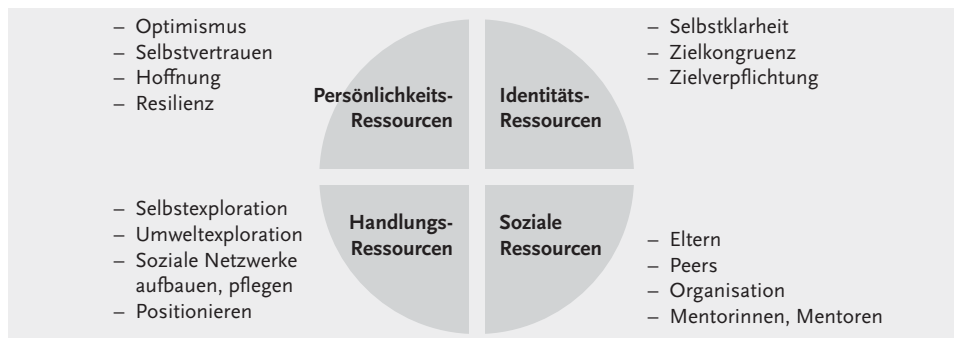 – Optimismus
– Selbstvertrauen
– Hoffnung
– Resilienz
Persönlichkeits-
Ressourcen
Identitäts-
Ressourcen
– Selbstklarheit
– Zielkongruenz
– Zielverpflichtung
– Selbstexploration
– Umweltexploration
– Soziale Netzwerke
aufbauen, pflegen
– Positionieren
Handlungs-
Ressourcen
Soziale
Ressourcen
– Eltern
– Peers
– Organisation
– Mentorinnen, Mentoren